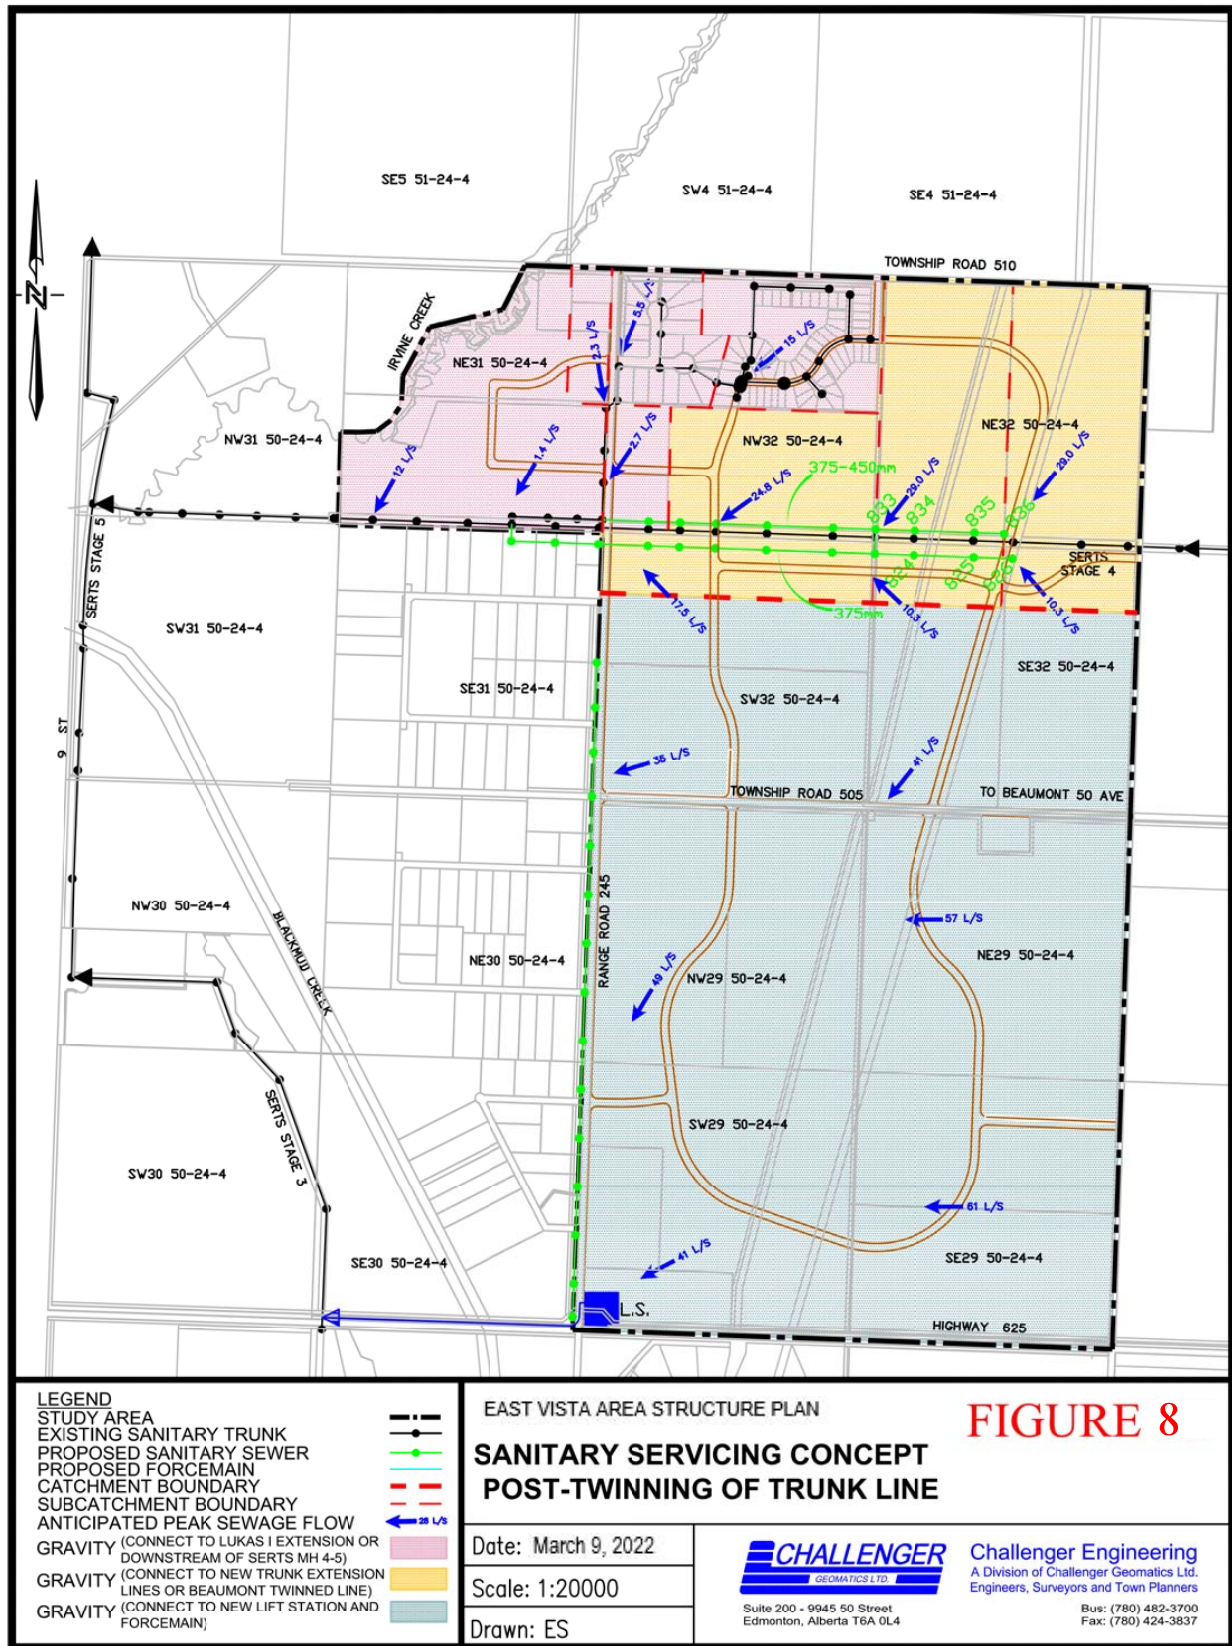 SE5 51-24-4
SW4 51-24-4
SE4 51-24-4
TOWNSHIP ROAD 510
N
IRVINE CREEK
NE31 50-24-4
2.3 L/S
5.5 L/S
15 L/S
NW31 50-24-4
12 L/S
1.4 L/S
2.7 L/S
NW32 50-24-4
NE32 50-24-4
375-450mm
24.8 L/S
29.0 L/S
29.0 L/S
833
834
835
836
SERTS STAGE 5
SERTS
STAGE 4
824
825
826
17.5 L/S
375mm
10.3 L/S
10.3 L/S
SW31 50-24-4
SE31 50-24-4
SW32 50-24-4
SE32 50-24-4
9 ST
41 L/S
TOWNSHIP ROAD 505
TO BEAUMONT 50 AVE
RANGE ROAD 245
NW30 50-24-4
BLACKMUD CREEK
NE30 50-24-4
49 L/S
NW29 50-24-4
57 L/S
NE29 50-24-4
SERTS STAGE 3
SW30 50-24-4
SW29 50-24-4
61 L/S
SE30 50-24-4
41 L/S
SE29 50-24-4
L.S.
HIGHWAY 625
LEGEND
STUDY AREA
EXISTING SANITARY TRUNK
PROPOSED SANITARY SEWER
PROPOSED FORCEMAIN
CATCHMENT BOUNDARY
SUBCATCHMENT BOUNDARY
ANTICIPATED PEAK SEWAGE FLOW 28 L/S
GRAVITY (CONNECT TO LUKAS I EXTENSION OR
DOWNSTREAM OF SERTS MH 4-5)
GRAVITY (CONNECT TO NEW TRUNK EXTENSION
LINES OR BEAUMONT TWINNED LINE)
GRAVITY (CONNECT TO NEW LIFT STATION AND
FORCEMAIN)
EAST VISTA AREA STRUCTURE PLAN
FIGURE 8
SANITARY SERVICING CONCEPT
POST-TWINNING OF TRUNK LINE
Date: March 9, 2022
Scale: 1:20000
Drawn: ES
CHALLENGER
GEOMATICS LTD.
Suite 200 - 9945 50 Street
Edmonton, Alberta T6A 0L4
Challenger Engineering
A Division of Challenger Geomatics Ltd.
Engineers, Surveyors and Town Planners
Bus: (780) 482-3700
Fax: (780) 424-3837